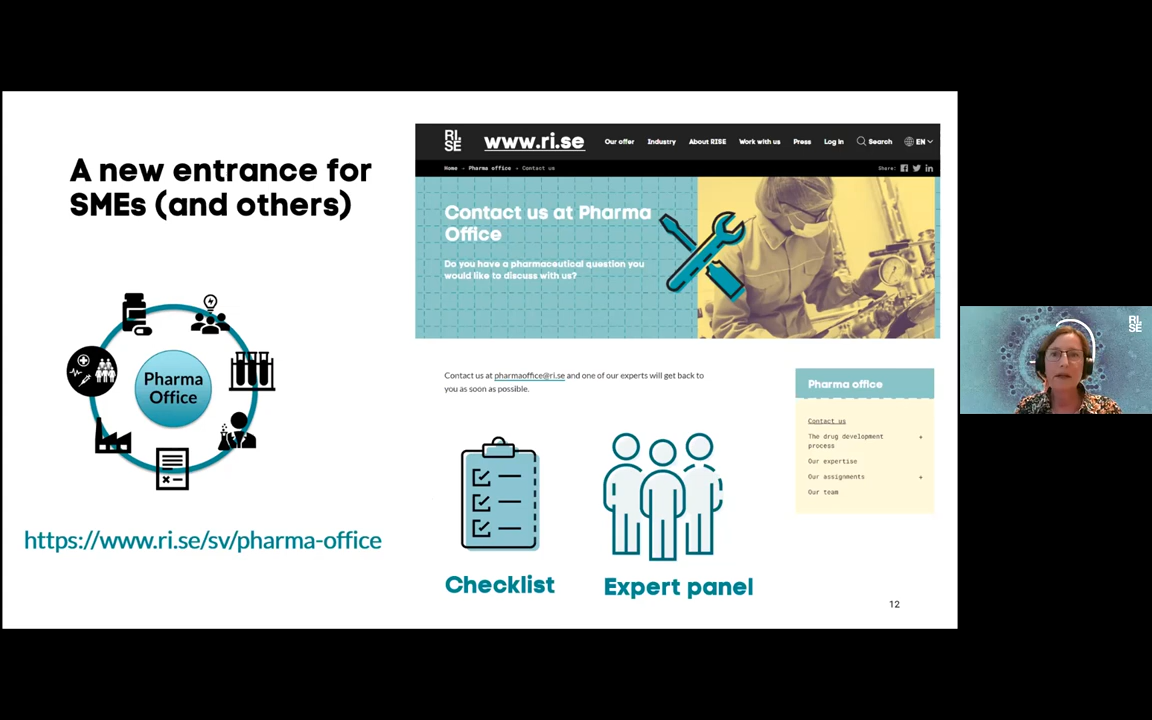 A new entrance for
SMEs (and others)
Pharma
Office
https://www.ri.se/sv/pharma-office
RI.
SE
www.ri.se
Our offer
Industry
About RISE
Work with us
Press
Log in
Search
EN
Home - Pharma office - Contact us
Share:
Contact us at Pharma
Office
Do you have a pharmaceutical question you
would like to discuss with us?
Contact us at pharmaoffice@ri.se and one of our experts will get back to
you as soon as possible.
Pharma office
Contact us
The drug development
process
+
Our expertise
Our assignments
+
Our team
Checklist
Expert panel
12
RI.
SE